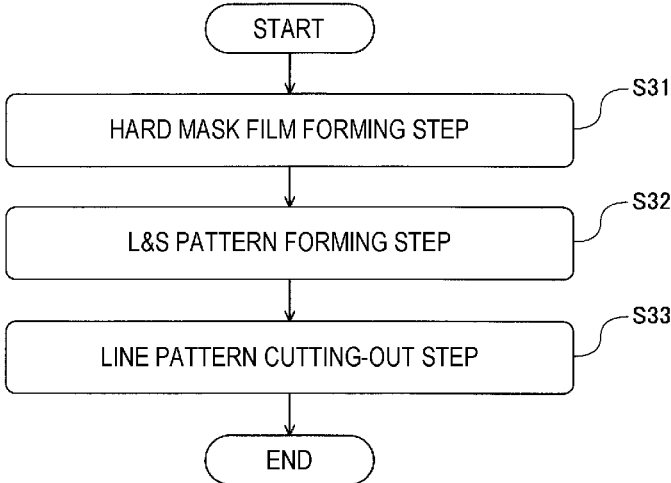 START
S31
HARD MASK FILM FORMING STEP
S32
L&S PATTERN FORMING STEP
S33
LINE PATTERN CUTTING-OUT STEP
END